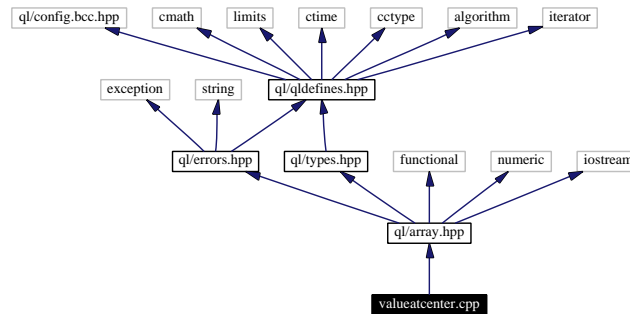 ql/config.bcc.hpp cmath limits ctime cctype algorithm iterator
exception string ql/qldefines.hpp
ql/errors.hpp ql/types.hpp functional numeric iostream
ql/array.hpp
valueatcenter.cpp